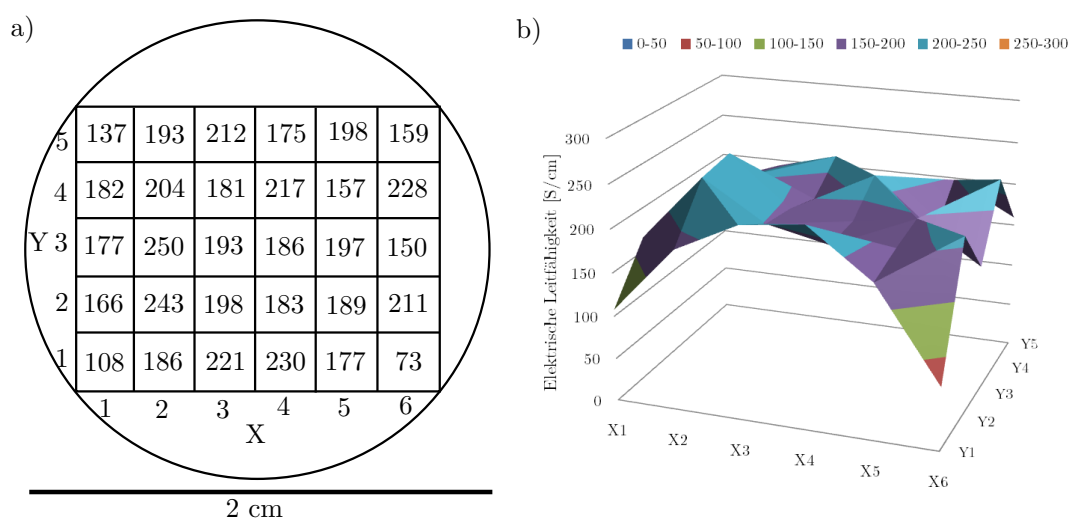 a)
5 137 193 212 175 198 159
4 182 204 181 217 157 228
Y 3 177 250 193 186 197 150
2 166 243 198 183 189 211
1 108 186 221 230 177 73
1 2 3 4 5 6
X
2 cm
b)
0-50 50-100 100-150 150-200 200-250 250-300
Elektrische Leitfähigkeit [S/cm]
300
250
200
150
100
50
0
X1 X2 X3 X4 X5 X6
Y1
Y2
Y3
Y4
Y5